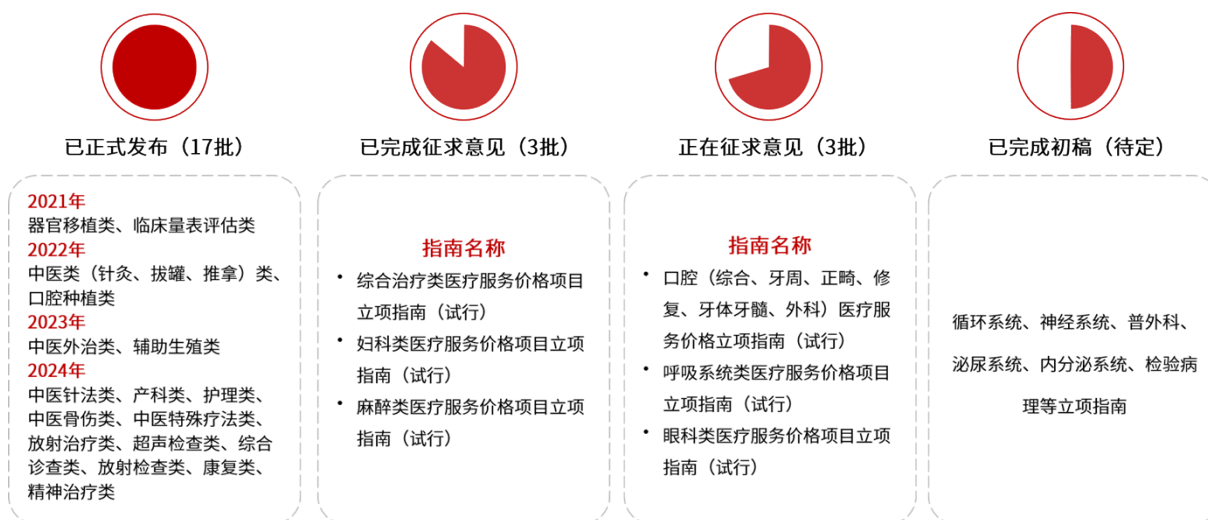 已正式发布（17批）
2021年
器官移植类、临床量表评估类
2022年
中医类（针灸、拔罐、推拿）类、
口腔种植类
2023年
中医外治类、辅助生殖类
2024年
中医针法类、产科类、护理类、
中医骨伤类、中医特殊疗法类、
放射治疗类、超声检查类、综合
诊查类、放射检查类、康复类、
精神治疗类
已完成征求意见（3批）
指南名称
• 综合治疗类医疗服务价格项目
立项指南（试行）
• 妇科类医疗服务价格项目立项
指南（试行）
• 麻醉类医疗服务价格项目立项
指南（试行）
正在征求意见（3批）
指南名称
• 口腔（综合、牙周、正畸、修
复、牙体牙髓、外科）医疗服
务价格立项指南（试行）
• 呼吸系统类医疗服务价格项目
立项指南（试行）
• 眼科类医疗服务价格项目立项
指南（试行）
已完成初稿（待定）
循环系统、神经系统、普外科、
泌尿系统、内分泌系统、检验病
理等立项指南